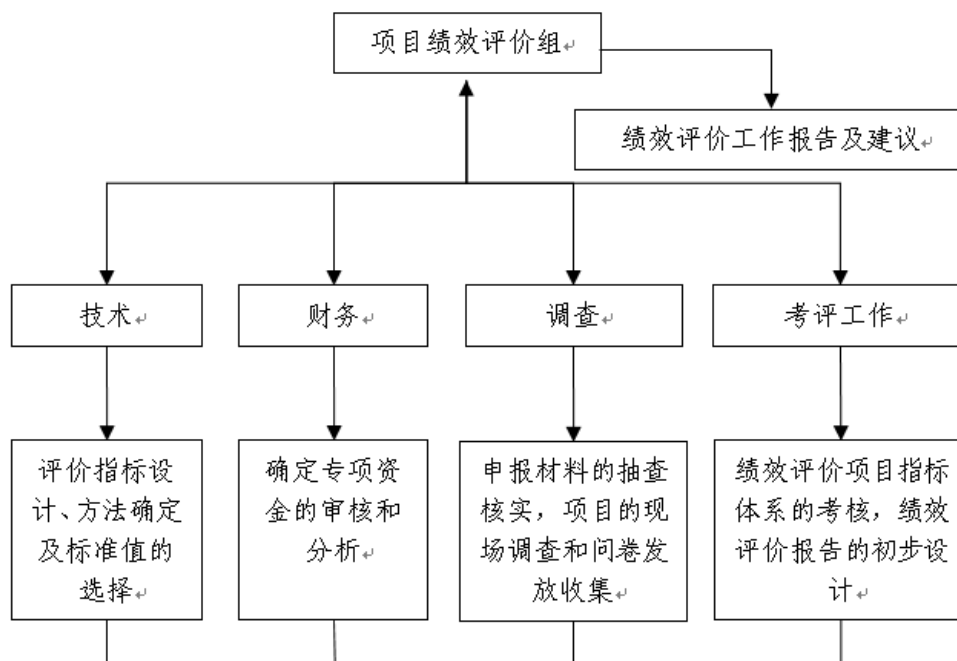 项目绩效评价组
绩效评价工作报告及建议
技术
财务
调查
考评工作
评价指标设
计、方法确定
及标准值的
选择
确定专项资
金的审核和
分析
申报材料的抽查
核实，项目的现
场调查和问卷发
放收集
绩效评价项目指标
体系的考核，绩效
评价报告的初步设
计